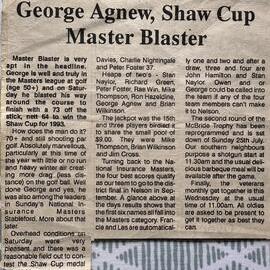 George Agnew, Shaw Cup
Master Blaster
Master Blaster is very
apt in the headline.
George is well and truly in
the Masters league at golf
(age 50+) and on Satur-
day he blasted his way
around the course to
finish with a 73 off the
stick, nett 64 to win the
Shaw Cup for 1993.
How does the man do it?
70+ and still shooting par
golf. Absolutely marvellous,
particularly at this time of
the year with little or no run
and heavy winter air creat-
ing more drag (less dis-
tance) on the golf ball. Well
done George and yes, he
was also among the leaders
in Sunday's National In-
surance Masters
Stableford. More about that
later.
Overhead conditions on
Saturday were very
pleasant and there was a
reasonable field out to con-
test the Shaw Cup medal
Davies, Charlie Nightingale
and Peter Foster 37.
Heaps of two's - Stan
Naylor, Richard Green,
Peter Foster, Rae Wix, Mike
Thompson, Ron Hazeldine,
George Agnew and Brian
Wilkinson.
The jackpot was the 15th
and three players divided a
to share the small pool of
$9.00. They were Mike
Thompson, Brian Wilkinson
and Jim Cross.
Turning back to the Na-
tional Insurance Masters,
the four best scores qualify
as our team to go to the dis-
trict final in Nelson in Sep-
tember. A glance above at
the days results shows that
the first six names all fall into
the Masters category. Fran-
cie and Les are automatical-
ly one and two and after a
draw, three and four are
John Hamilton and Stan
Naylor. Owen and or
George could be called into
the team if any of the four
team members can't make
it to Nelson.
The second round of the
McBride Trophy has been
reprogrammed and is set
down for Sunday 25th July.
Our southern neighbours
purpose a shotgun start at
11.30am and the usual deli-
cious barbeque meal will be
available after the game.
Finally, the veterans
monthly get together is this
Wednesday at the usual
time of 11.00am. All oldies
are asked to be present to
get it together as best they
can.